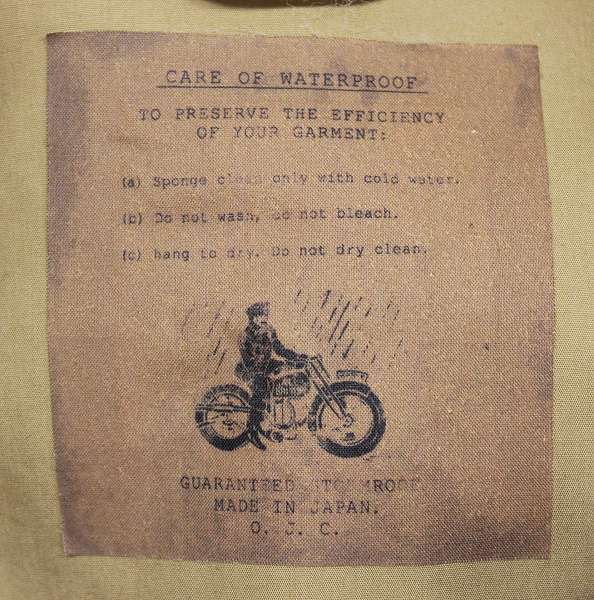 CARE OF WATERPROOF
TO PRESERVE THE EFFICIENCY
OF YOUR GARMENT:
(a) Sponge clean only with cold water.
(b) Do not wash, do not bleach.
(c) hang to dry. Do not dry clean.
GUARANTEED
MADE IN JAPAN.
O. J. C.